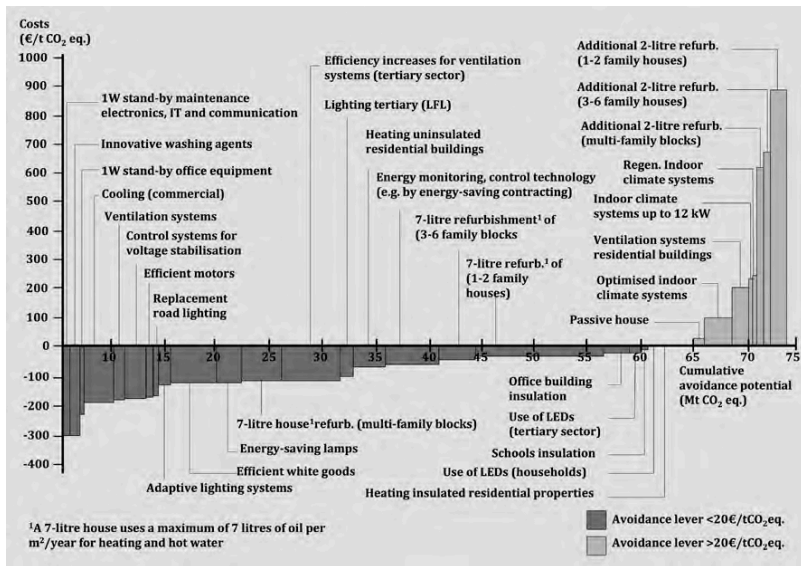 Costs
(€/t CO2 eq.)
1000
900
800
700
600
500
400
300
200
100
0
-100
-200
-300
-400
10
15
20
25
30
35
40
45
50
55
60
65
70
75
1W stand-by maintenance
electronics, IT and communication
Innovative washing agents
1W stand-by office equipment
Cooling (commercial)
Ventilation systems
Control systems for
voltage stabilisation
Efficient motors
Replacement
road lighting
Efficiency increases for ventilation
systems (tertiary sector)
Lighting tertiary (LFL)
Heating uninsulated
residential buildings
Energy monitoring, control technology
(e.g. by energy-saving contracting)
7-litre refurbishment¹ of
(3-6 family blocks
7-litre refurb.¹ of
(1-2 family
houses)
Additional 2-litre refurb.
(1-2 family houses)
Additional 2-litre refurb.
(3-6 family houses)
Additional 2-litre refurb.
(multi-family blocks)
Regen. Indoor
climate systems
Indoor climate
systems up to 12 kW
Ventilation systems
residential buildings
Optimised indoor
climate systems
Passive house
Cumulative
avoidance potential
(Mt CO2 eq.)
Office building
insulation
7-litre house¹ refurb. (multi-family blocks)
Use of LEDs
(tertiary sector)
Energy-saving lamps
Schools insulation
Efficient white goods
Use of LEDs (households)
Adaptive lighting systems
Heating insulated residential properties
¹A 7-litre house uses a maximum of 7 litres of oil per
m²/year for heating and hot water
Avoidance lever <20€/tCO2eq.
Avoidance lever >20€/tCO2eq.